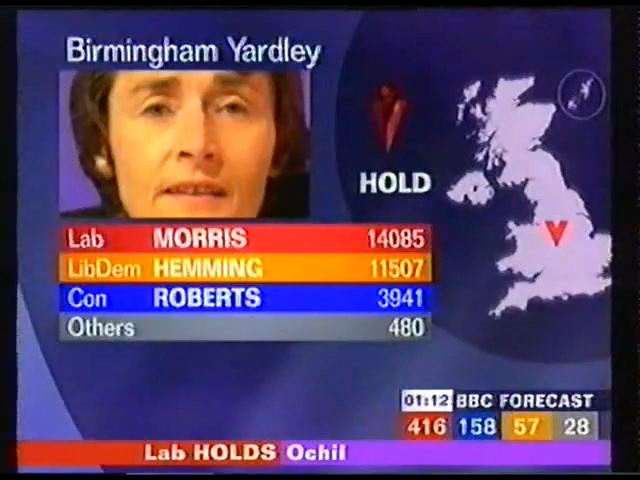 Birmingham Yardley
HOLD
Lab MORRIS 14085
LibDem HEMMING 11507
Con ROBERTS 3941
Others 480
01:12 BBC FORECAST
416 158 57 28
Lab HOLDS Ochil